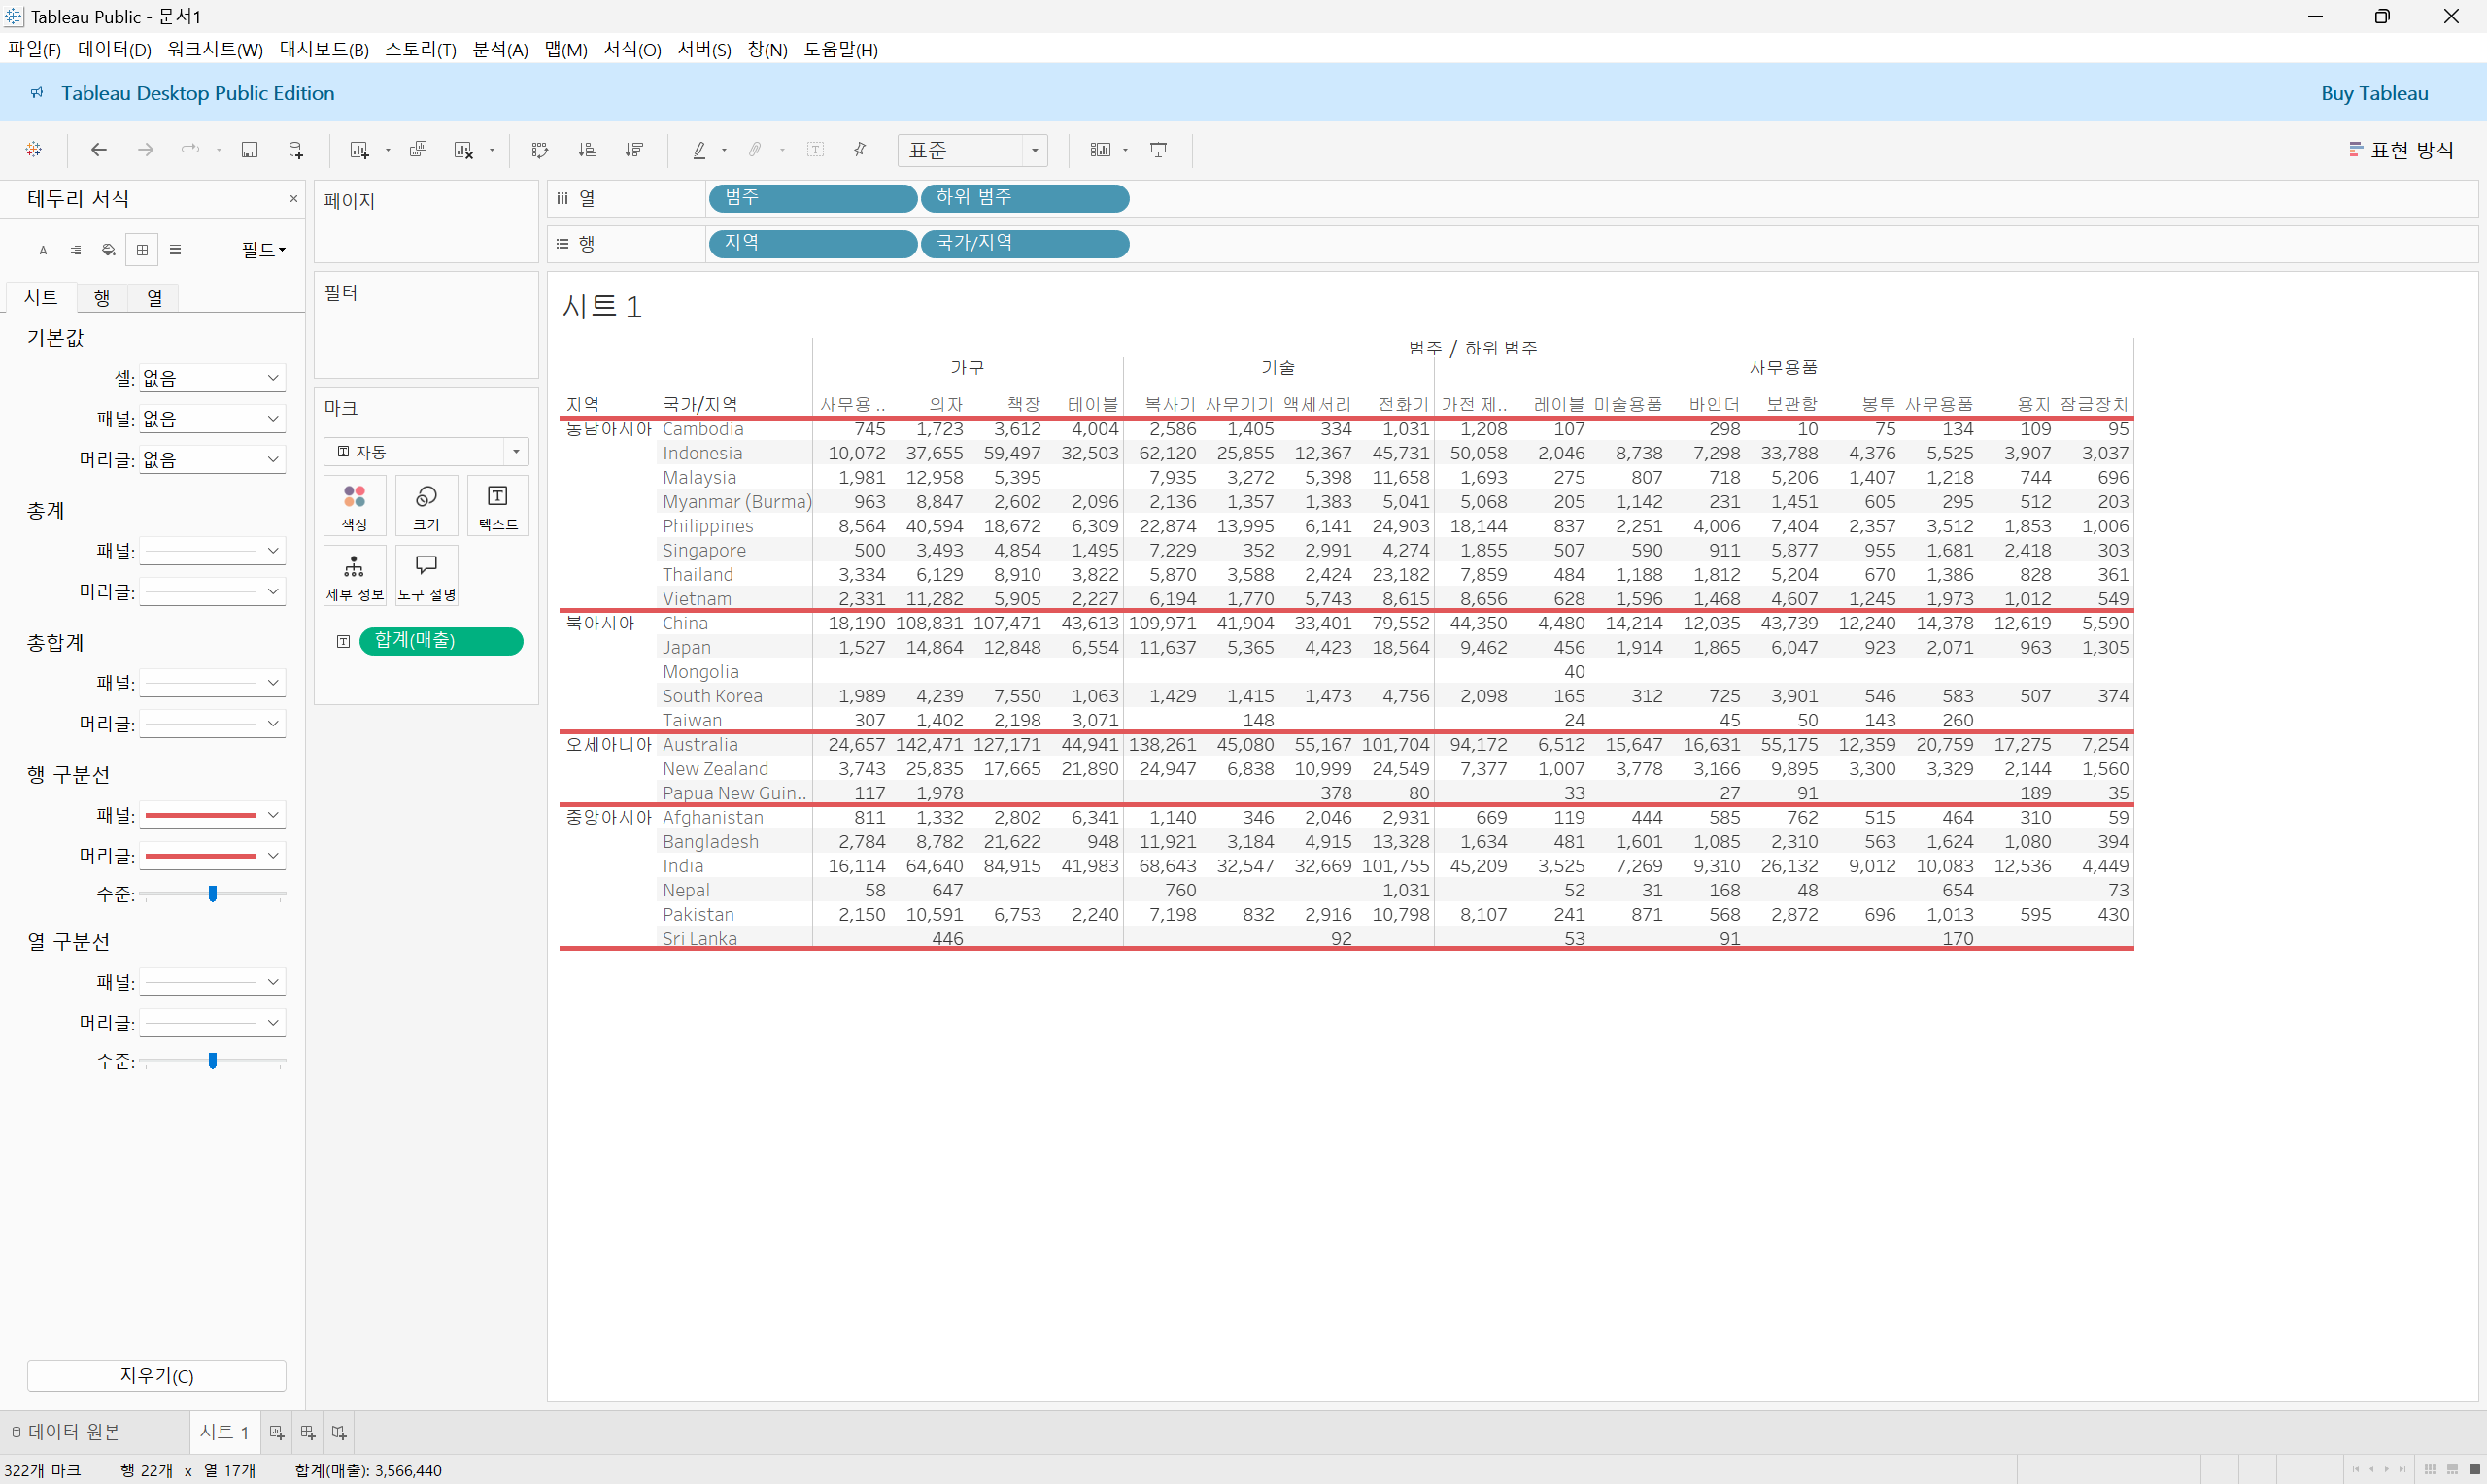 Tableau Public - 문서1
파일(F) 데이터(D) 워크시트(W) 대시보드(B) 스토리(T) 분석(A) 맵(M) 서식(O) 서버(S) 창(N) 도움말(H)
Tableau Desktop Public Edition Buy Tableau
표준 표현 방식
테두리 서식
필드
시트 행 열
기본값
셀: 없음
패널: 없음
머리글: 없음
총계
패널:
머리글:
총합계
패널:
머리글:
행 구분선
패널:
머리글:
수준:
열 구분선
패널:
머리글:
수준:
지우기(C)
페이지
필터
마크
자동
색상 크기 텍스트
세부 정보 도구 설명
합계(매출)
열 범주 하위 범주
행 지역 국가/지역
시트 1
범주 / 하위 범주
가구 기술 사무용품
지역 국가/지역 사무용 .. 의자 책장 테이블 복사기 사무기기 액세서리 전화기 가전 제.. 레이블 미술용품 바인더 보관함 봉투 사무용품 용지 잠금장치
동남아시아 Cambodia 745 1,723 3,612 4,004 2,586 1,405 334 1,031 1,208 107 298 10 75 134 109 95
Indonesia 10,072 37,655 59,497 32,503 62,120 25,855 12,367 45,731 50,058 2,046 8,738 7,298 33,788 4,376 5,525 3,907 3,037
Malaysia 1,981 12,958 5,395 7,935 3,272 5,398 11,658 1,693 275 807 718 5,206 1,407 1,218 744 696
Myanmar (Burma) 963 8,847 2,602 2,096 2,136 1,357 1,383 5,041 5,068 205 1,142 231 1,451 605 295 512 203
Philippines 8,564 40,594 18,672 6,309 22,874 13,995 6,141 24,903 18,144 837 2,251 4,006 7,404 2,357 3,512 1,853 1,006
Singapore 500 3,493 4,854 1,495 7,229 352 2,991 4,274 1,855 507 590 911 5,877 955 1,681 2,418 303
Thailand 3,334 6,129 8,910 3,822 5,870 3,588 2,424 23,182 7,859 484 1,188 1,812 5,204 670 1,386 828 361
Vietnam 2,331 11,282 5,905 2,227 6,194 1,770 5,743 8,615 8,656 628 1,596 1,468 4,607 1,245 1,973 1,012 549
북아시아 China 18,190 108,831 107,471 43,613 109,971 41,904 33,401 79,552 44,350 4,480 14,214 12,035 43,739 12,240 14,378 12,619 5,590
Japan 1,527 14,864 12,848 6,554 11,637 5,365 4,423 18,564 9,462 456 1,914 1,865 6,047 923 2,071 963 1,305
Mongolia 40
South Korea 1,989 4,239 7,550 1,063 1,429 1,415 1,473 4,756 2,098 165 312 725 3,901 546 583 507 374
Taiwan 307 1,402 2,198 3,071 148 24 45 50 143 260
오세아니아 Australia 24,657 142,471 127,171 44,941 138,261 45,080 55,167 101,704 94,172 6,512 15,647 16,631 55,175 12,359 20,759 17,275 7,254
New Zealand 3,743 25,835 17,665 21,890 24,947 6,838 10,999 24,549 7,377 1,007 3,778 3,166 9,895 3,300 3,329 2,144 1,560
Papua New Guin.. 117 1,978 378 80 33 27 91 189 35
중앙아시아 Afghanistan 811 1,332 2,802 6,341 1,140 346 2,046 2,931 669 119 444 585 762 515 464 310 59
Bangladesh 2,784 8,782 21,622 948 11,921 3,184 4,915 13,328 1,634 481 1,601 1,085 2,310 563 1,624 1,080 394
India 16,114 64,640 84,915 41,983 68,643 32,547 32,669 101,755 45,209 3,525 7,269 9,310 26,132 9,012 10,083 12,536 4,449
Nepal 58 647 760 1,031 52 31 168 48 654 73
Pakistan 2,150 10,591 6,753 2,240 7,198 832 2,916 10,798 8,107 241 871 568 2,872 696 1,013 595 430
Sri Lanka 446 92 53 91 170
데이터 원본 시트 1
322개 마크 행 22개 x 열 17개 합계(매출): 3,566,440